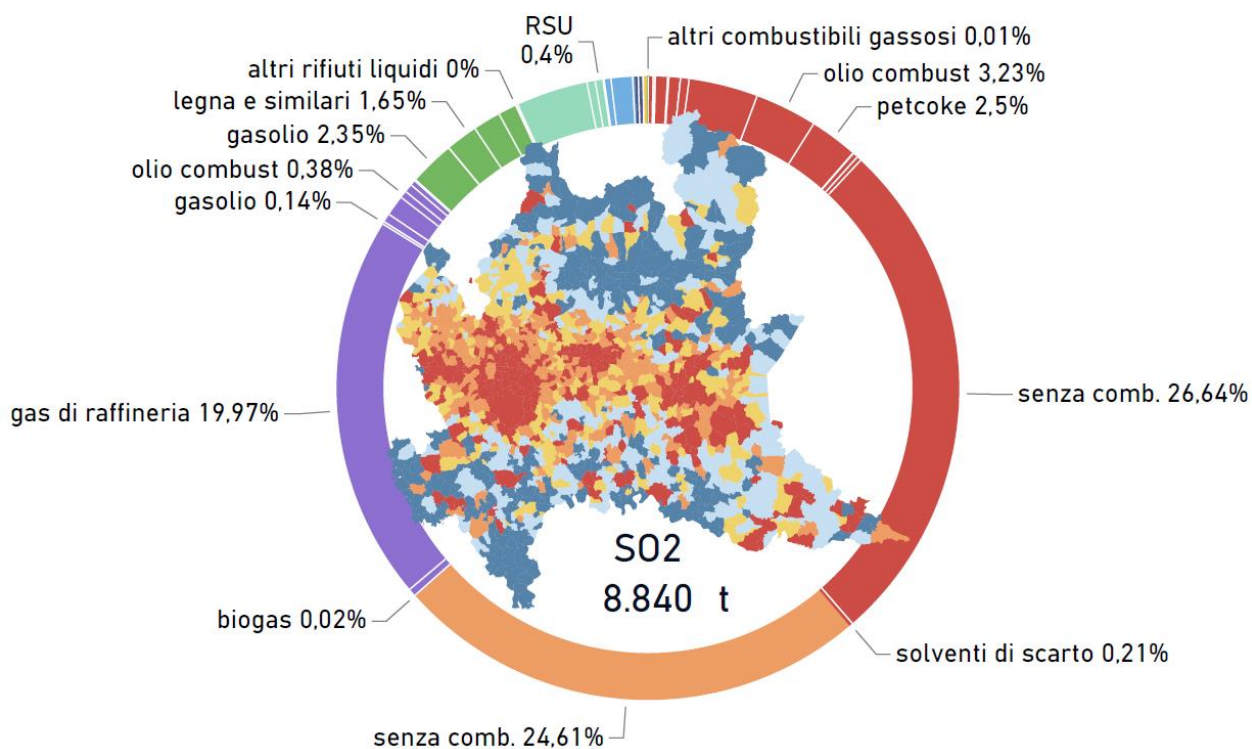 RSU
0,4%
altri combustibili gassosi 0,01%
altri rifiuti liquidi 0%
olio combust 3,23%
legna e similari 1,65%
petcoke 2,5%
gasolio 2,35%
olio combust 0,38%
gasolio 0,14%
gas di raffineria 19,97%
senza comb. 26,64%
SO2
8.840 t
biogas 0,02%
solventi di scarto 0,21%
senza comb. 24,61%